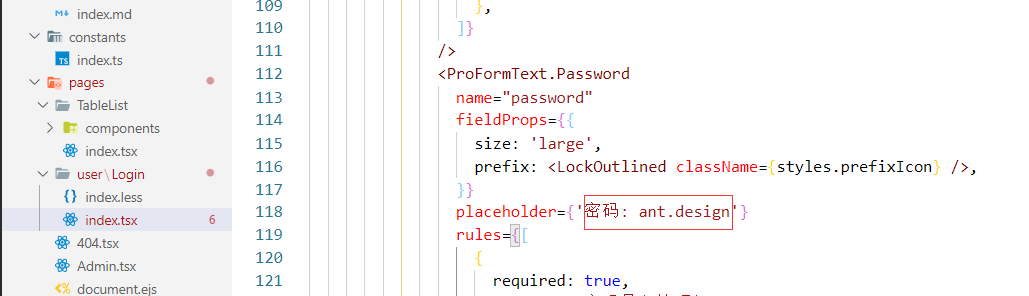 index.md
constants
index.ts
pages
TableList
components
index.tsx
user\Login
index.less
index.tsx 6
404.tsx
Admin.tsx
document.ejs
109 },
110 ]}
111 />
112 <ProFormText.Password
113 name="password"
114 fieldProps={{
115 size: 'large',
116 prefix: <LockOutlined className={styles.prefixIcon} />,
117 }}
118 placeholder={'密码: ant.design'}
119 rules={[
120 {
121 required: true,